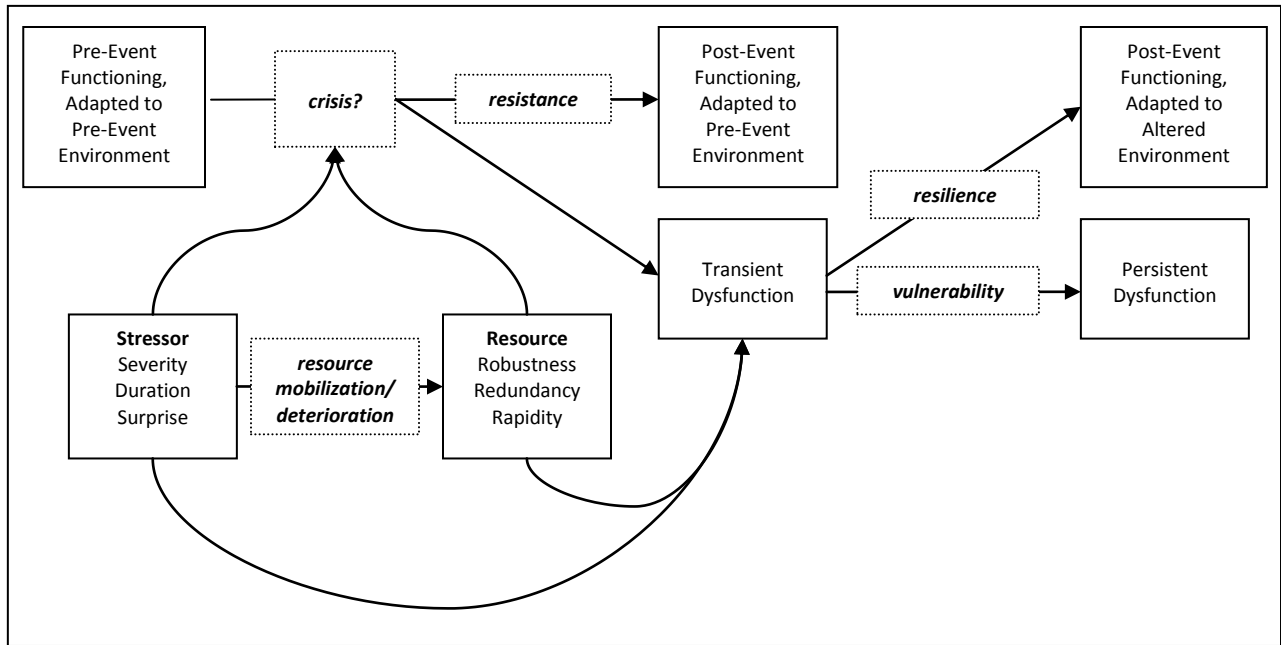 Pre-Event
Functioning,
Adapted to
Pre-Event
Environment
crisis?
resistance
Post-Event
Functioning,
Adapted to
Pre-Event
Environment
Post-Event
Functioning,
Adapted to
Altered
Environment
resilience
Transient
Dysfunction
vulnerability
Persistent
Dysfunction
Stressor
Severity
Duration
Surprise
resource
mobilization/
deterioration
Resource
Robustness
Redundancy
Rapidity